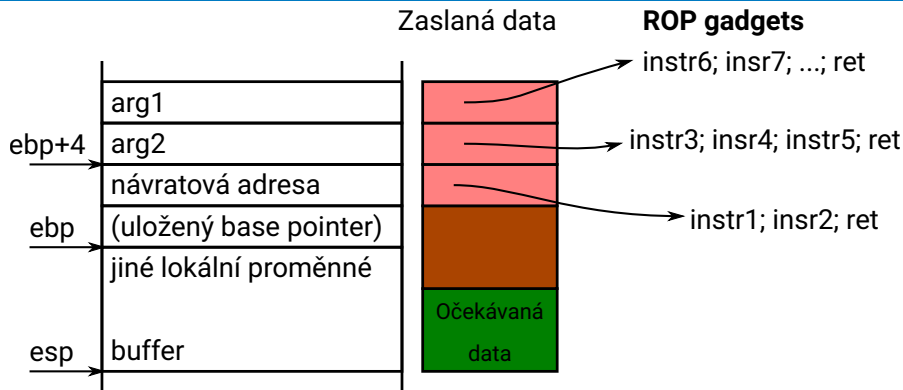 Zaslaná data
ROP gadgets
instr6; insr7; ...; ret
arg1
ebp+4
arg2
instr3; insr4; instr5; ret
návratová adresa
instr1; insr2; ret
ebp
(uložený base pointer)
jiné lokální proměnné
Očekávaná
data
esp
buffer